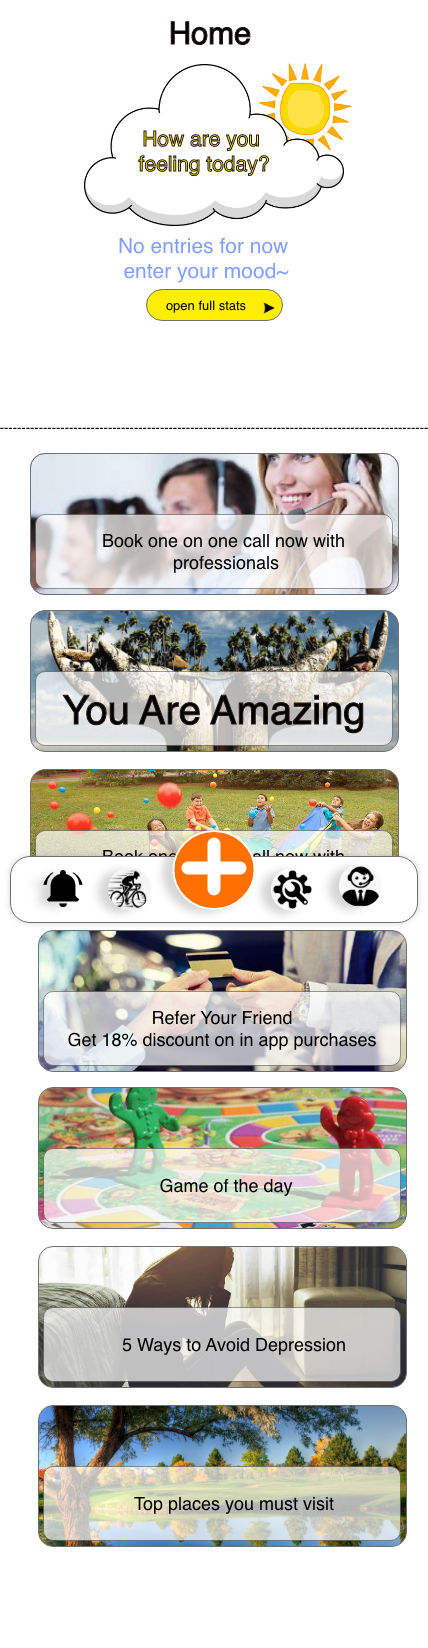 Home
How are you
feeling today?
No entries for now
enter your mood~
open full stats
Book one on one call now with
professionals
You Are Amazing
Book one call now with
Refer Your Friend
Get 18% discount on in app purchases
Game of the day
5 Ways to Avoid Depression
Top places you must visit